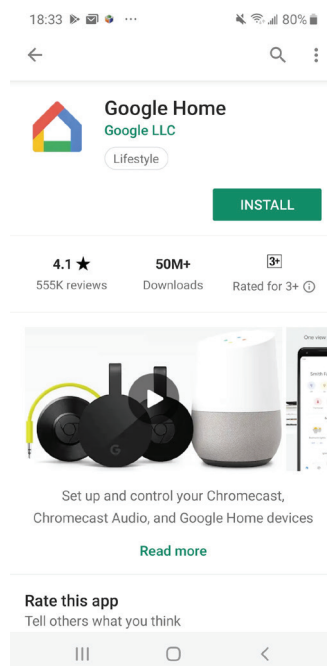 18:33 80%
Google Home
Google LLC
Lifestyle
INSTALL
4.1 ★ 50M+ 3+
555K reviews Downloads Rated for 3+
G
One view
Set up and control your Chromecast,
Chromecast Audio, and Google Home devices
Read more
Rate this app
Tell others what you think